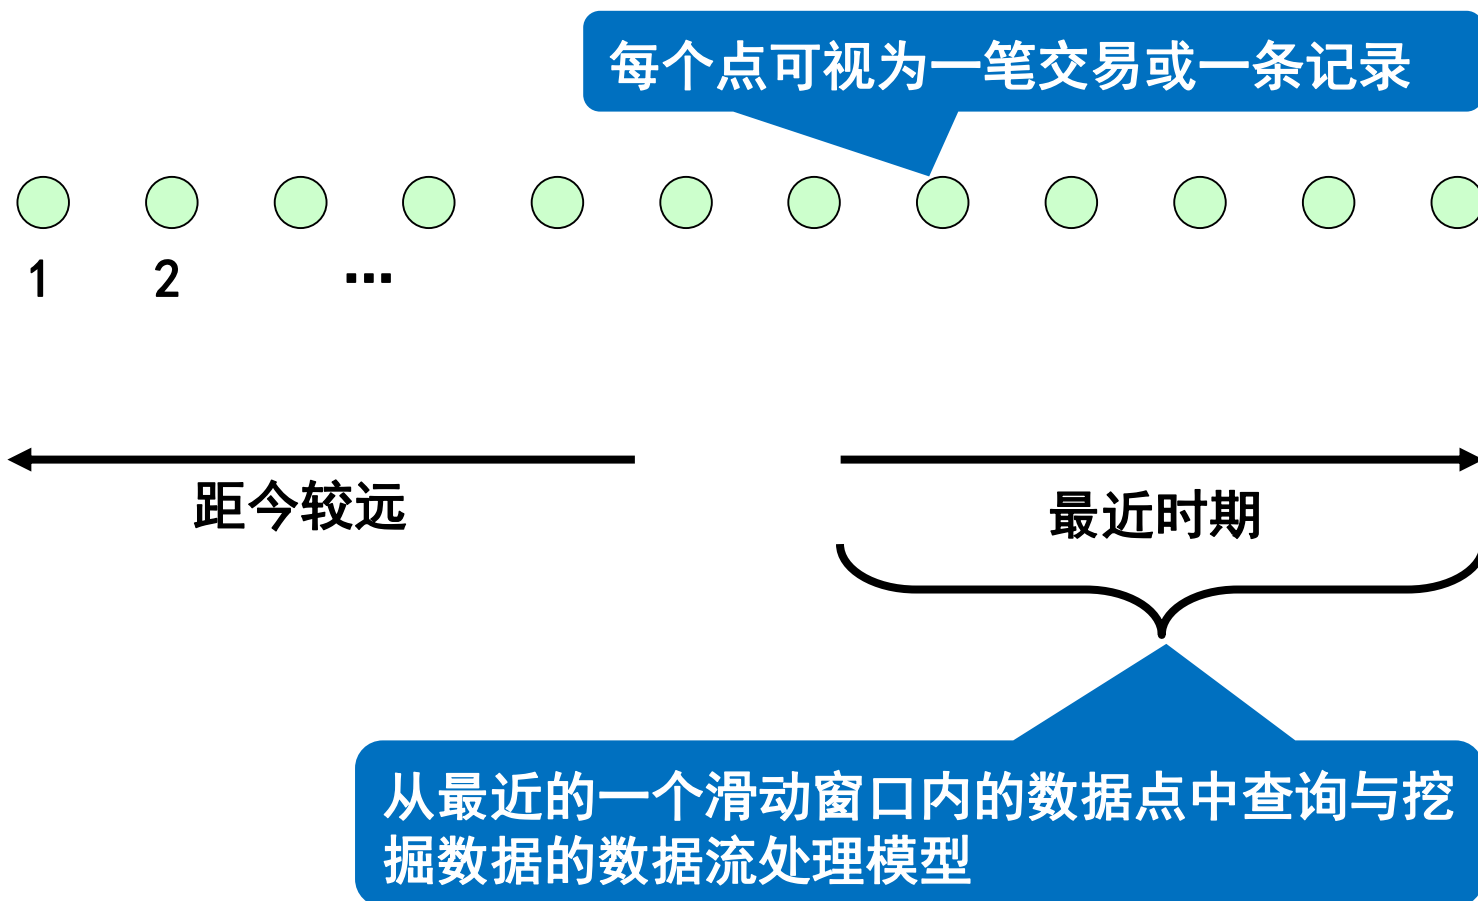 每个点可视为一笔交易或一条记录
1 2 …
距今较远
最近时期
从最近的一个滑动窗口内的数据点中查询与挖
掘数据的数据流处理模型